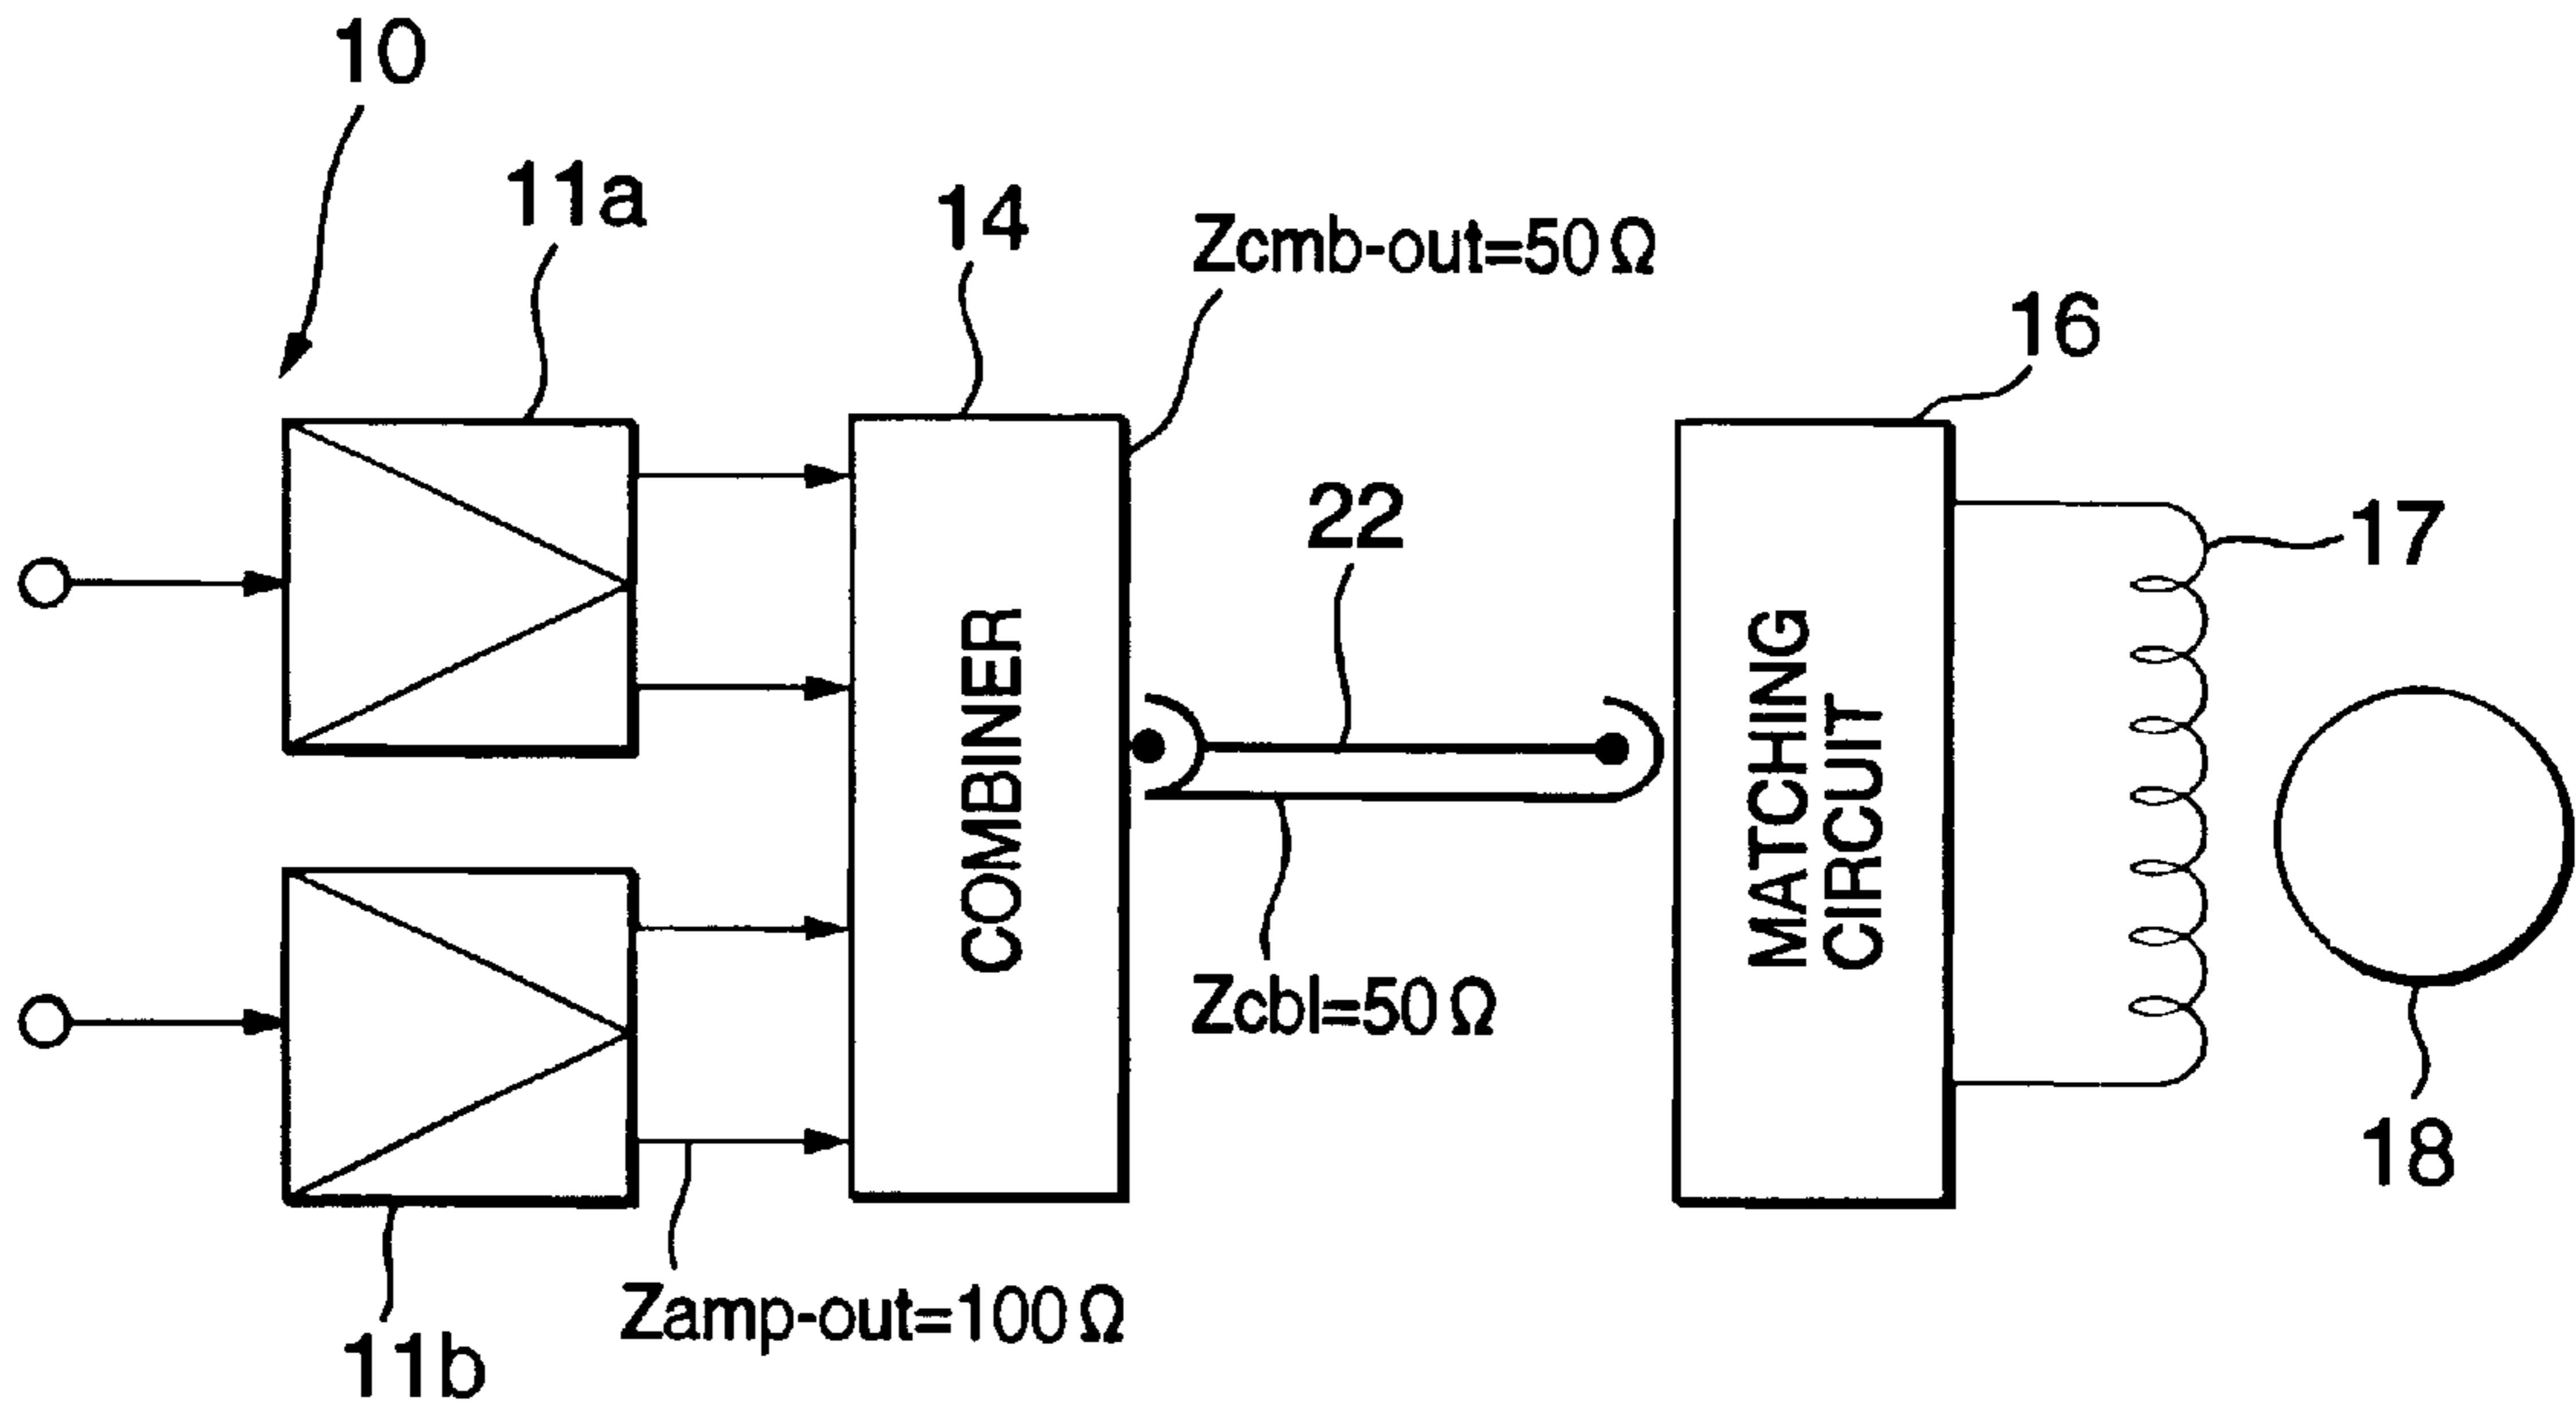 10
11a
14
Zcmb-out=50Ω
16
22
17
COMBINER
MATCHING
CIRCUIT
Zcbl=50Ω
18
Zamp-out=100Ω
11b